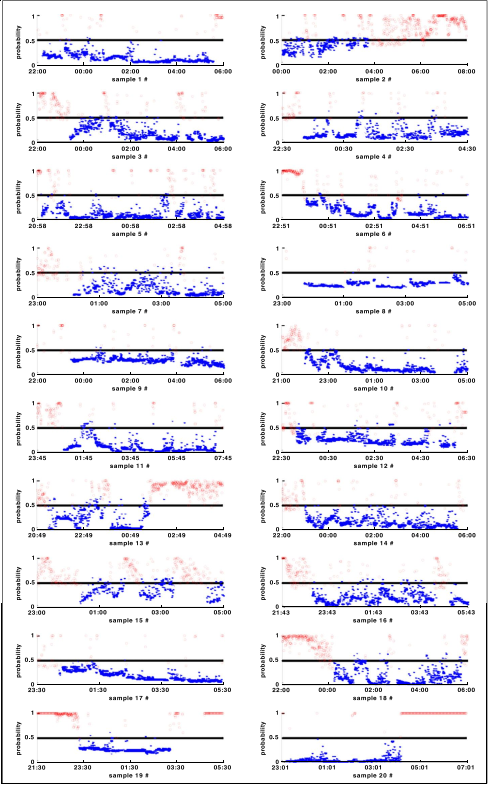 probability
1
0.5
0
22:00 00:00 02:00 04:00 06:00
sample 1 #
probability
1
0.5
0
00:00 02:00 04:00 06:00 08:00
sample 2 #
probability
1
0.5
0
22:00 00:00 02:00 04:00 06:00
sample 3 #
probability
1
0.5
0
22:30 00:30 02:30 04:30
sample 4 #
probability
1
0.5
0
20:58 22:58 00:58 02:58 04:58
sample 5 #
probability
1
0.5
0
22:51 00:51 02:51 04:51 06:51
sample 6 #
probability
1
0.5
0
23:00 01:00 03:00 05:00
sample 7 #
probability
1
0.5
0
23:00 01:00 03:00 05:00
sample 8 #
probability
1
0.5
0
22:00 00:00 02:00 04:00 06:00
sample 9 #
probability
1
0.5
0
21:00 23:00 01:00 03:00 05:00
sample 10 #
probability
1
0.5
0
23:45 01:45 03:45 05:45 07:45
sample 11 #
probability
1
0.5
0
22:30 00:30 02:30 04:30 06:30
sample 12 #
probability
1
0.5
0
20:49 22:49 00:49 02:49 04:49
sample 13 #
probability
1
0.5
0
22:00 00:00 02:00 04:00 06:00
sample 14 #
probability
1
0.5
0
23:00 01:00 03:00 05:00
sample 15 #
probability
1
0.5
0
21:43 23:43 01:43 03:43 05:43
sample 16 #
probability
1
0.5
0
23:30 01:30 03:30 05:30
sample 17 #
probability
1
0.5
0
22:00 00:00 02:00 04:00 06:00
sample 18 #
probability
1
0.5
0
21:30 23:30 01:30 03:30 05:30
sample 19 #
probability
1
0.5
0
23:01 01:01 03:01 05:01 07:01
sample 20 #